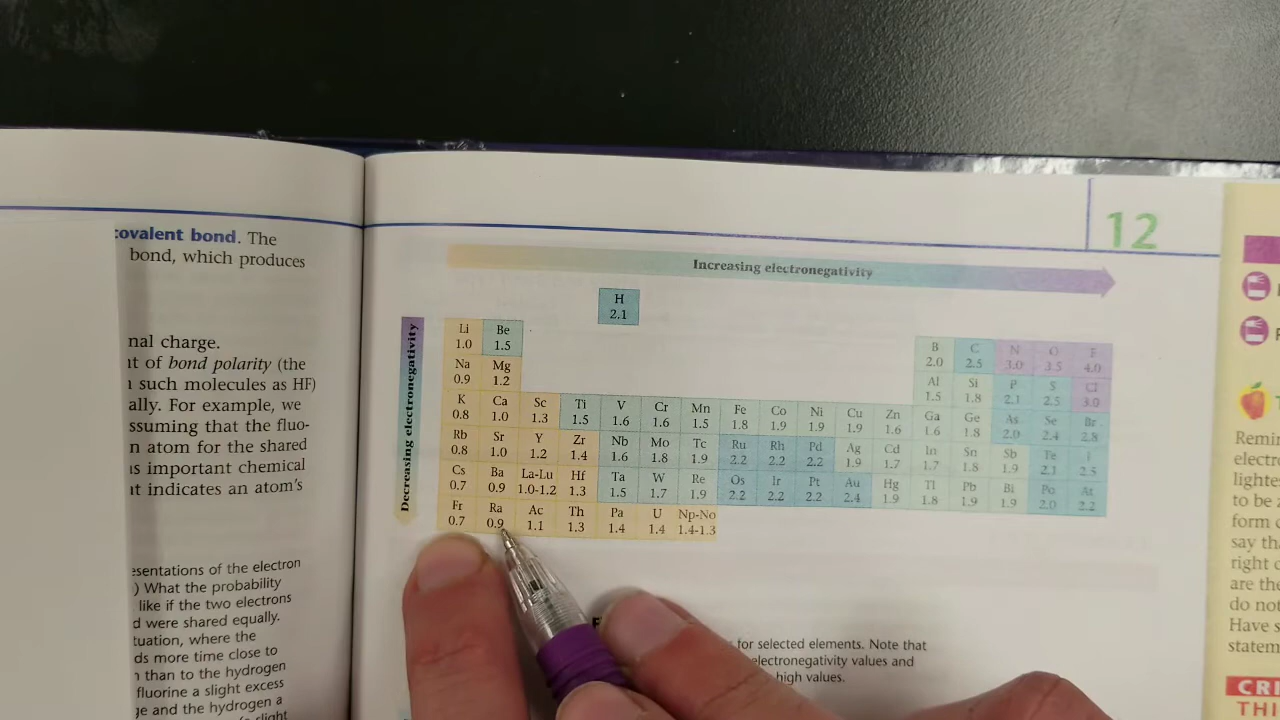 covalent bond. The
bond, which produces
nal charge.
nt of bond polarity (the
such molecules as HF)
ally. For example, we
ssuming that the fluo-
n atom for the shared
is important chemical
it indicates an atom's
esentations of the electron
) What the probability
like if the two electrons
d were shared equally.
tuation, where the
ds more time close to
than to the hydrogen
fluorine a slight excess
ge and the hydrogen a
slight
12
Increasing electronegativity
Decreasing electronegativity
H
2.1
Li Be B C N O F
1.0 1.5 2.0 2.5 3.0 3.5 4.0
Na Mg Al Si P S Cl
0.9 1.2 1.5 1.8 2.1 2.5 3.0
K Ca Sc Ti V Cr Mn Fe Co Ni Cu Zn Ga Ge As Se Br
0.8 1.0 1.3 1.5 1.6 1.6 1.5 1.8 1.9 1.9 1.9 1.6 1.6 1.8 2.0 2.4 2.8
Rb Sr Y Zr Nb Mo Tc Ru Rh Pd Ag Cd In Sn Sb Te I
0.8 1.0 1.2 1.4 1.6 1.8 1.9 2.2 2.2 2.2 1.9 1.7 1.7 1.8 1.9 2.1 2.5
Cs Ba La-Lu Hf Ta W Re Os Ir Pt Au Hg Tl Pb Bi Po At
0.7 0.9 1.0-1.2 1.3 1.5 1.7 1.9 2.2 2.2 2.2 2.4 1.9 1.8 1.9 1.9 2.0 2.2
Fr Ra Ac Th Pa U Np-No
0.7 0.9 1.1 1.3 1.4 1.4 1.4-1.3
for selected elements. Note that
electronegativity values and
high values.
Remin
electro
lightes
to be
form
say tha
right
are the
do not
Have s
statem
CRI
THI